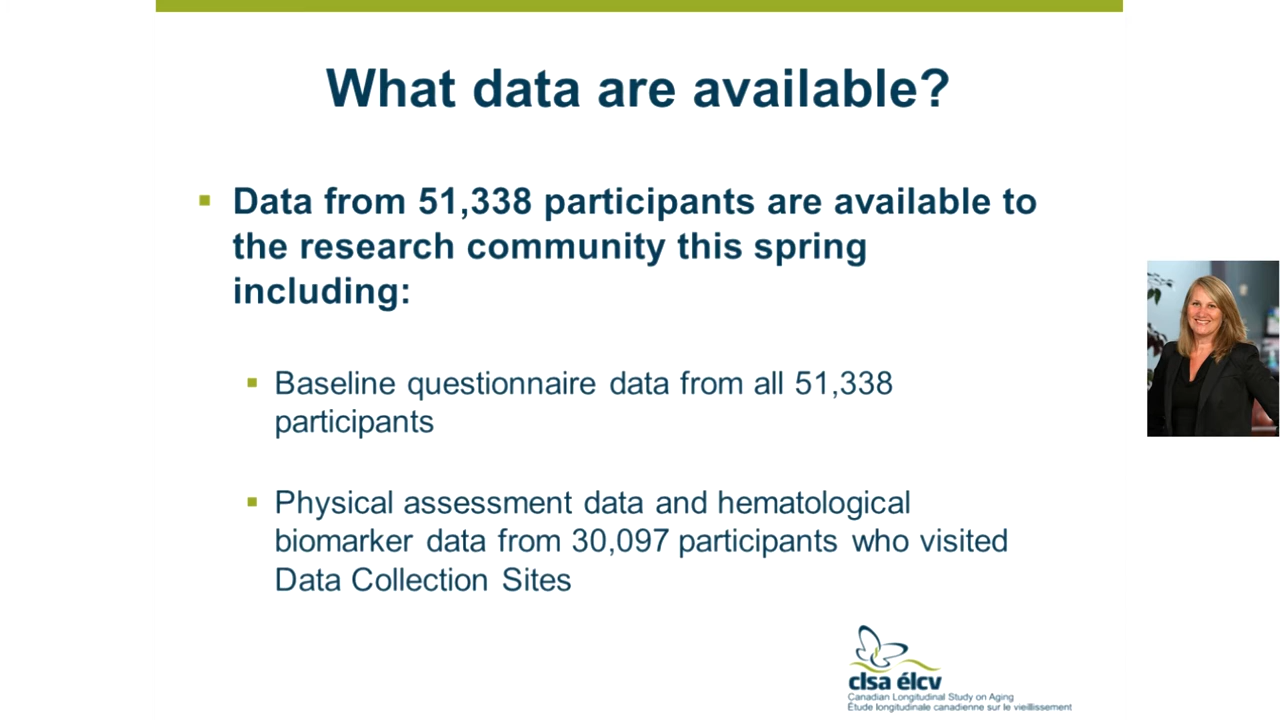 What data are available?
Data from 51,338 participants are available to
the research community this spring
including:
Baseline questionnaire data from all 51,338
participants
Physical assessment data and hematological
biomarker data from 30,097 participants who visited
Data Collection Sites
clsa élcv
Canadian Longitudinal Study on Aging
Étude longitudinale canadienne sur le vieillissement